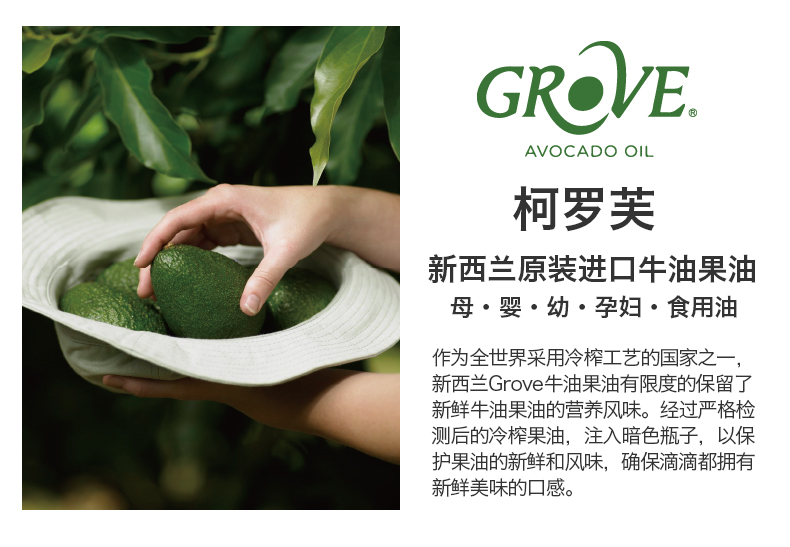 GROVE®
AVOCADO OIL
柯罗芙
新西兰原装进口牛油果油
母·婴·幼·孕妇·食用油
作为全世界采用冷榨工艺的国家之一，
新西兰Grove牛油果油有限度的保留了
新鲜牛油果油的营养风味。经过严格检
测后的冷榨果油，注入暗色瓶子，以保
护果油的新鲜和风味，确保滴滴都拥有
新鲜美味的口感。